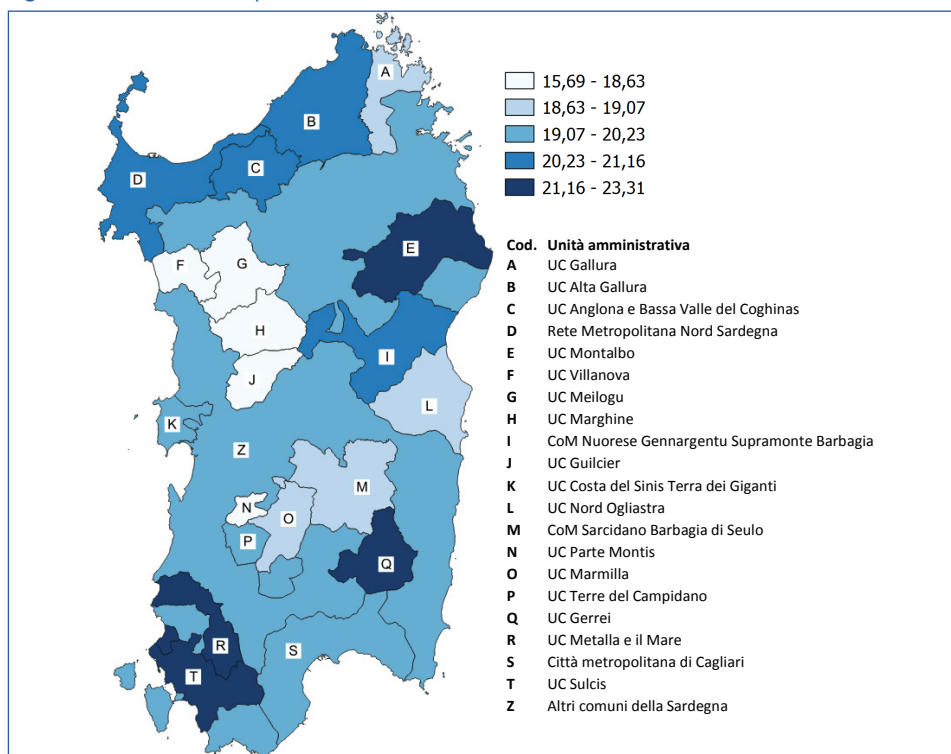 15,69 - 18,63
18,63 - 19,07
19,07 - 20,23
20,23 - 21,16
21,16 - 23,31
Cod. Unità amministrativa
A UC Gallura
B UC Alta Gallura
C UC Anglona e Bassa Valle del Coghinas
D Rete Metropolitana Nord Sardegna
E UC Montalbo
F UC Villanova
G UC Meilogu
H UC Marghine
I CoM Nuorese Gennargentu Supramonte Barbagia
J UC Guilcier
K UC Costa del Sinis Terra dei Giganti
L UC Nord Ogliastra
M CoM Sarcidano Barbagia di Seulo
N UC Parte Montis
O UC Marmilla
P UC Terre del Campidano
Q UC Gerrei
R UC Metalla e il Mare
S Città metropolitana di Cagliari
T UC Sulcis
Z Altri comuni della Sardegna
A
B
C
D
E
F
G
H
I
J
L
K
Z
M
N
O
P
Q
R
S
T